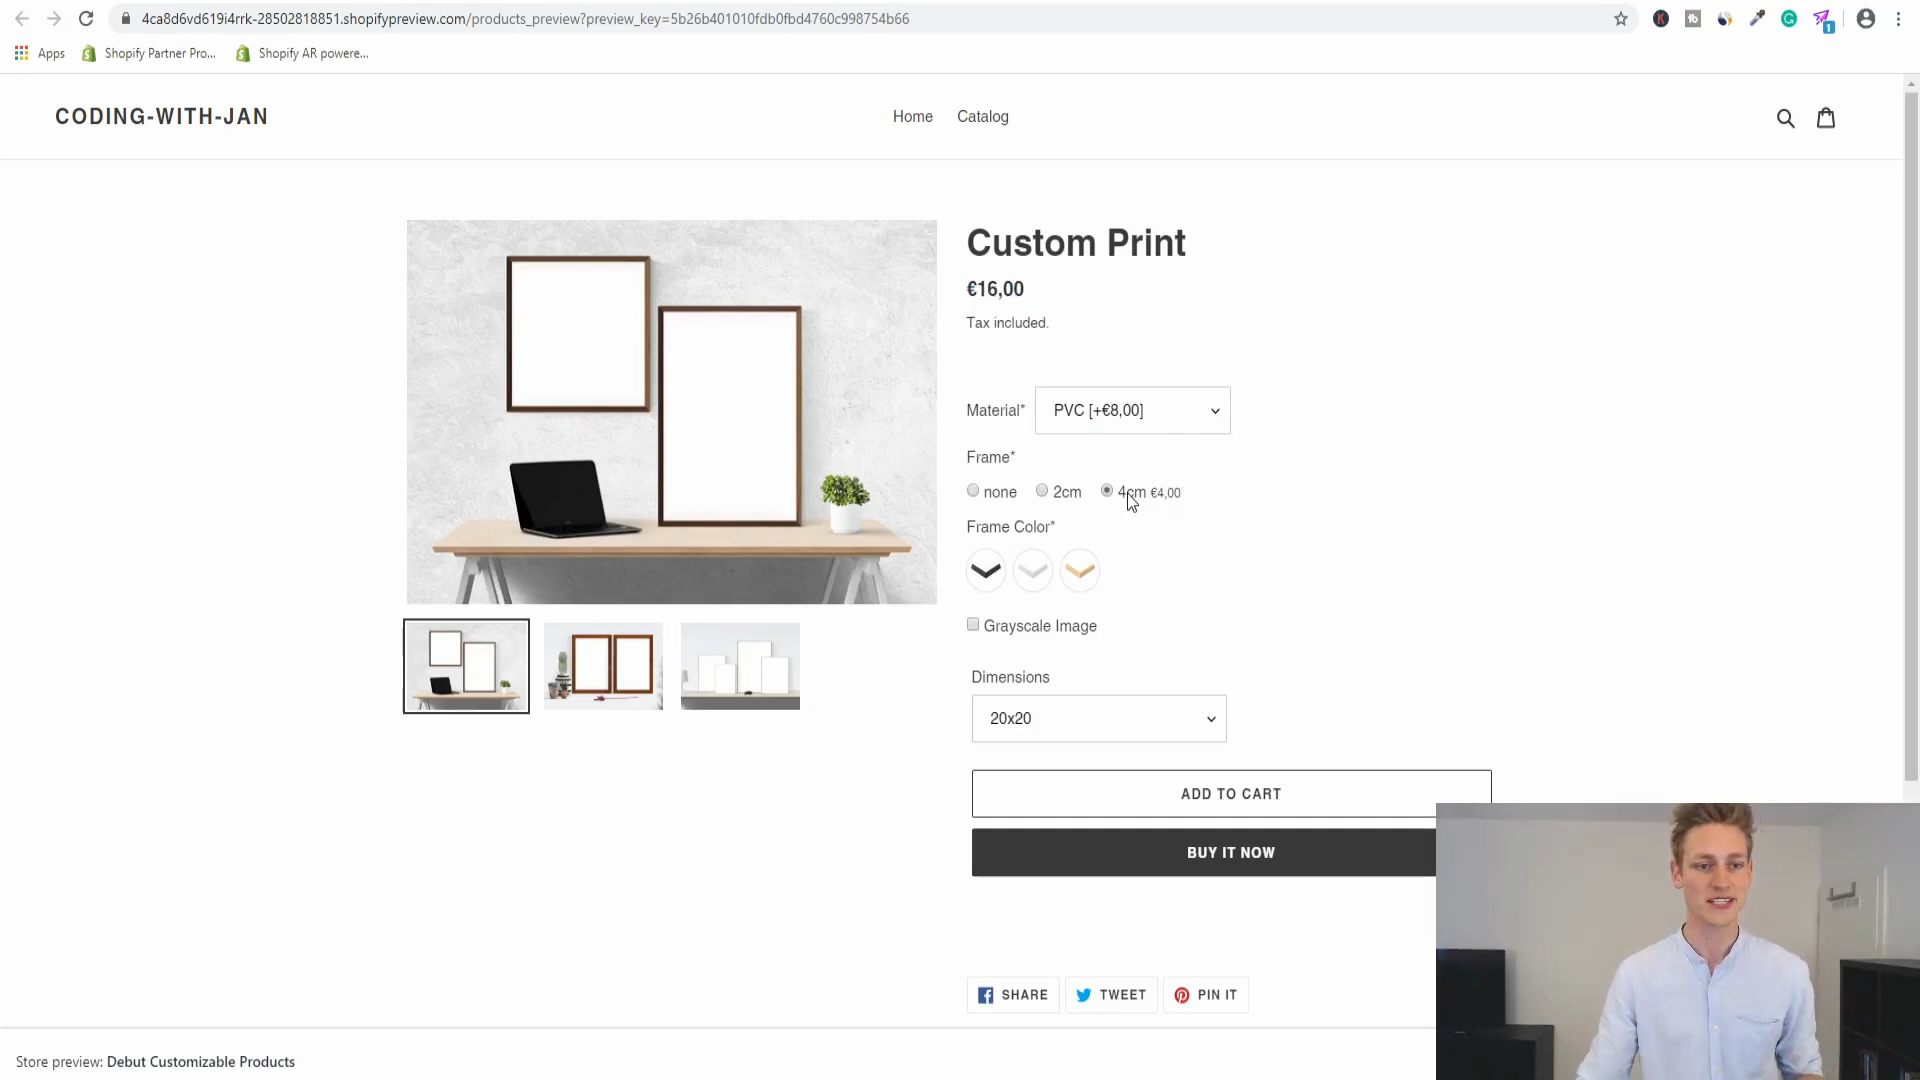 4ca8d6vd619i4rrk-28502818851.shopifypreview.com/products_preview?preview_key=5b26b401010fdb0fbd4760c998754b66
1
Apps
Shopify Partner Pro...
Shopify AR powere...
CODING-WITH-JAN
Home
Catalog
Custom Print
€16,00
Tax included.
Material* PVC [+€8,00]
Frame*
none 2cm 4cm €4,00
Frame Color*
Grayscale Image
Dimensions
20x20
ADD TO CART
BUY IT NOW
SHARE TWEET PIN IT
Store preview: Debut Customizable Products